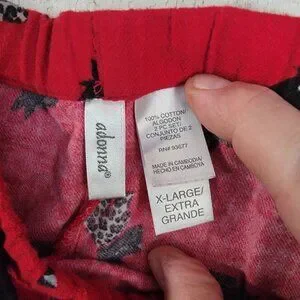 adonna®
100% COTTON/
ALGODON
2 PC SET/
CONJUNTO DE 2
PIEZAS
RN# 93677
MADE IN CAMBODIA/
HECHO EN CAMBOYA
X-LARGE/
EXTRA
GRANDE